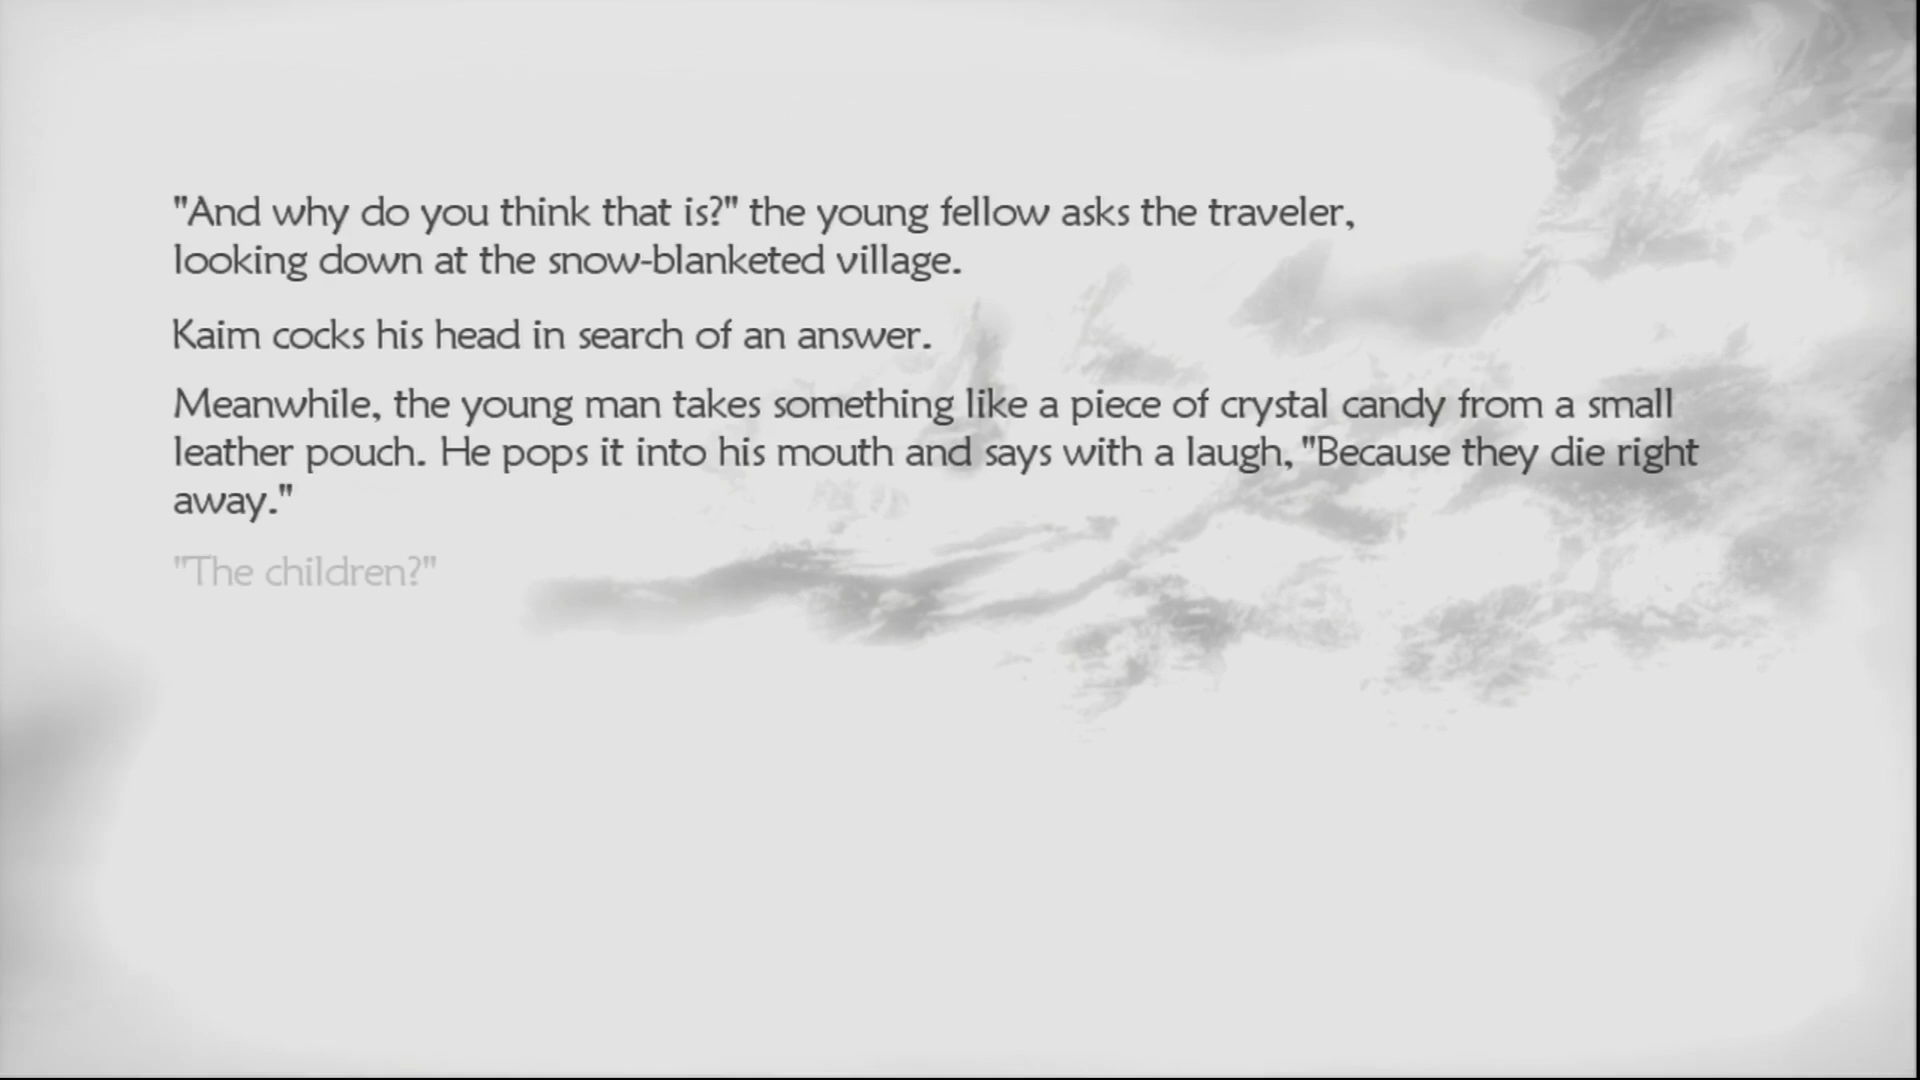 "And why do you think that is?" the young fellow asks the traveler,
looking down at the snow-blanketed village.
Kaim cocks his head in search of an answer.
Meanwhile, the young man takes something like a piece of crystal candy from a small
leather pouch. He pops it into his mouth and says with a laugh, "Because they die right
away."
"The children?"